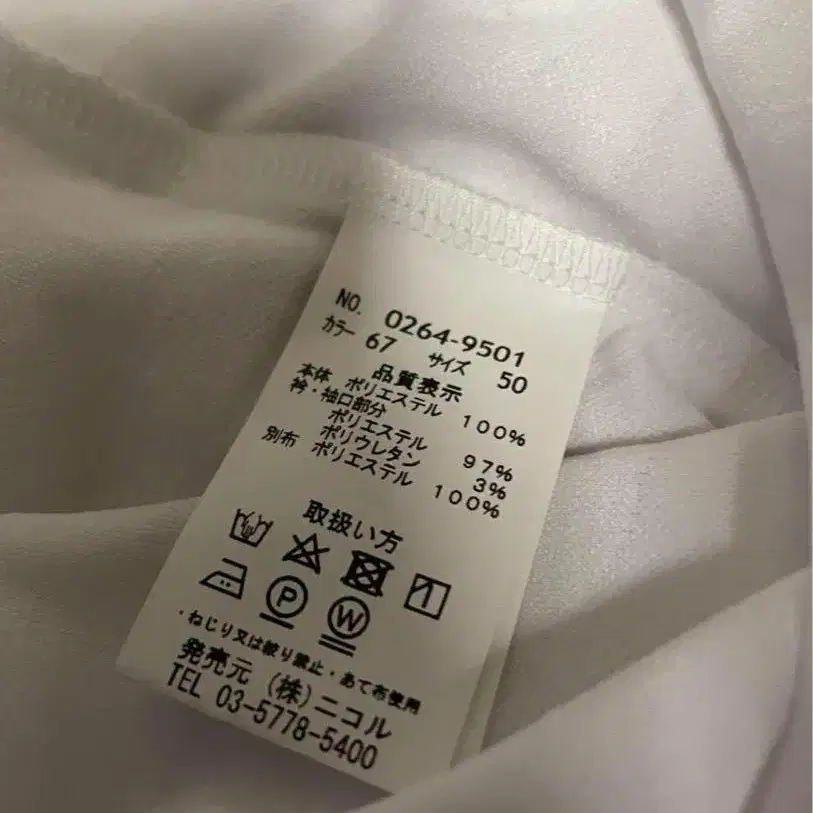 NO. 0264-9501
カラー 67 サイズ 50
品質表示
本体 ポリエステル 100%
衿・袖口部分
ポリエステル 97%
ポリウレタン 3%
別布 ポリエステル 100%
取扱い方
P W
・ねじり又は絞り禁止・あて布使用
発売元 (株)ニコル
TEL 03-5778-5400